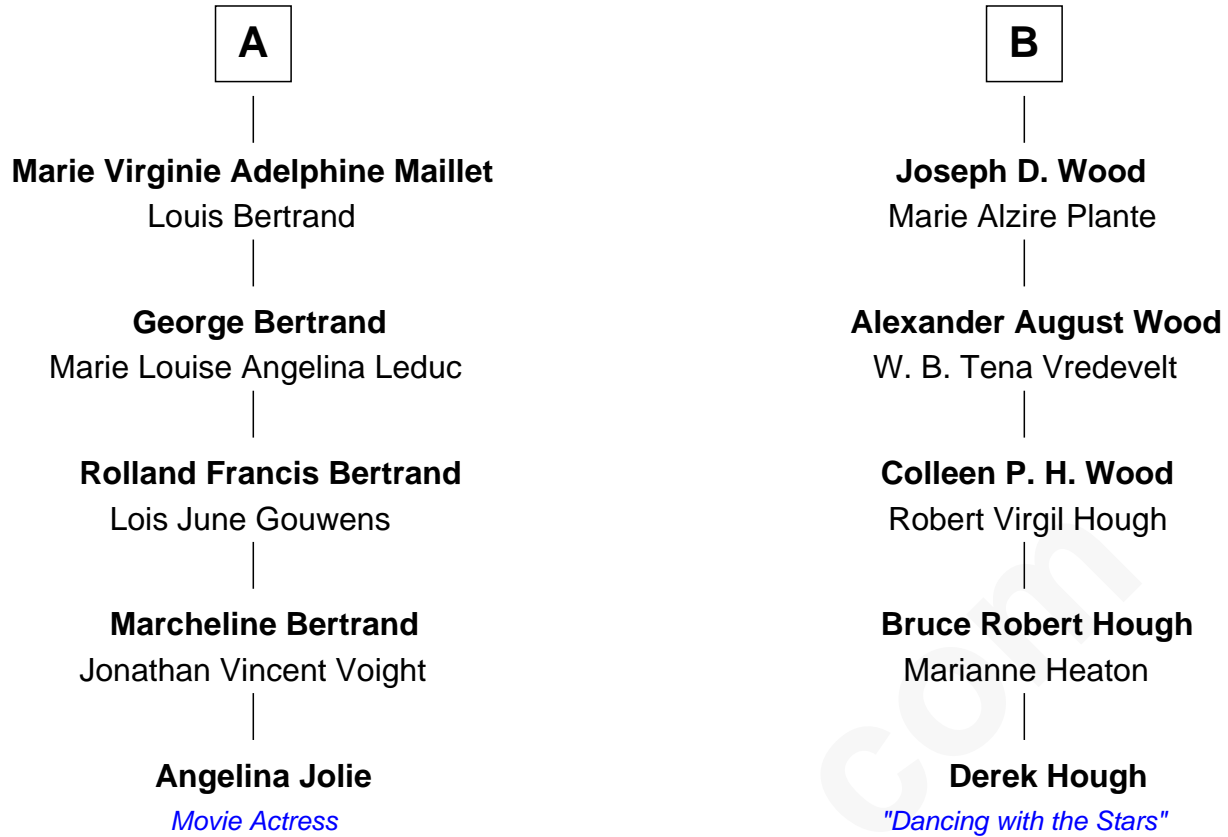 A
Marie Virginie Adelphine Maillet
Louis Bertrand
George Bertrand
Marie Louise Angelina Leduc
Rolland Francis Bertrand
Lois June Gouwens
Marcheline Bertrand
Jonathan Vincent Voight
Angelina Jolie
Movie Actress
B
Joseph D. Wood
Marie Alzire Plante
Alexander August Wood
W. B. Tena Vredevelt
Colleen P. H. Wood
Robert Virgil Hough
Bruce Robert Hough
Marianne Heaton
Derek Hough
"Dancing with the Stars"
com